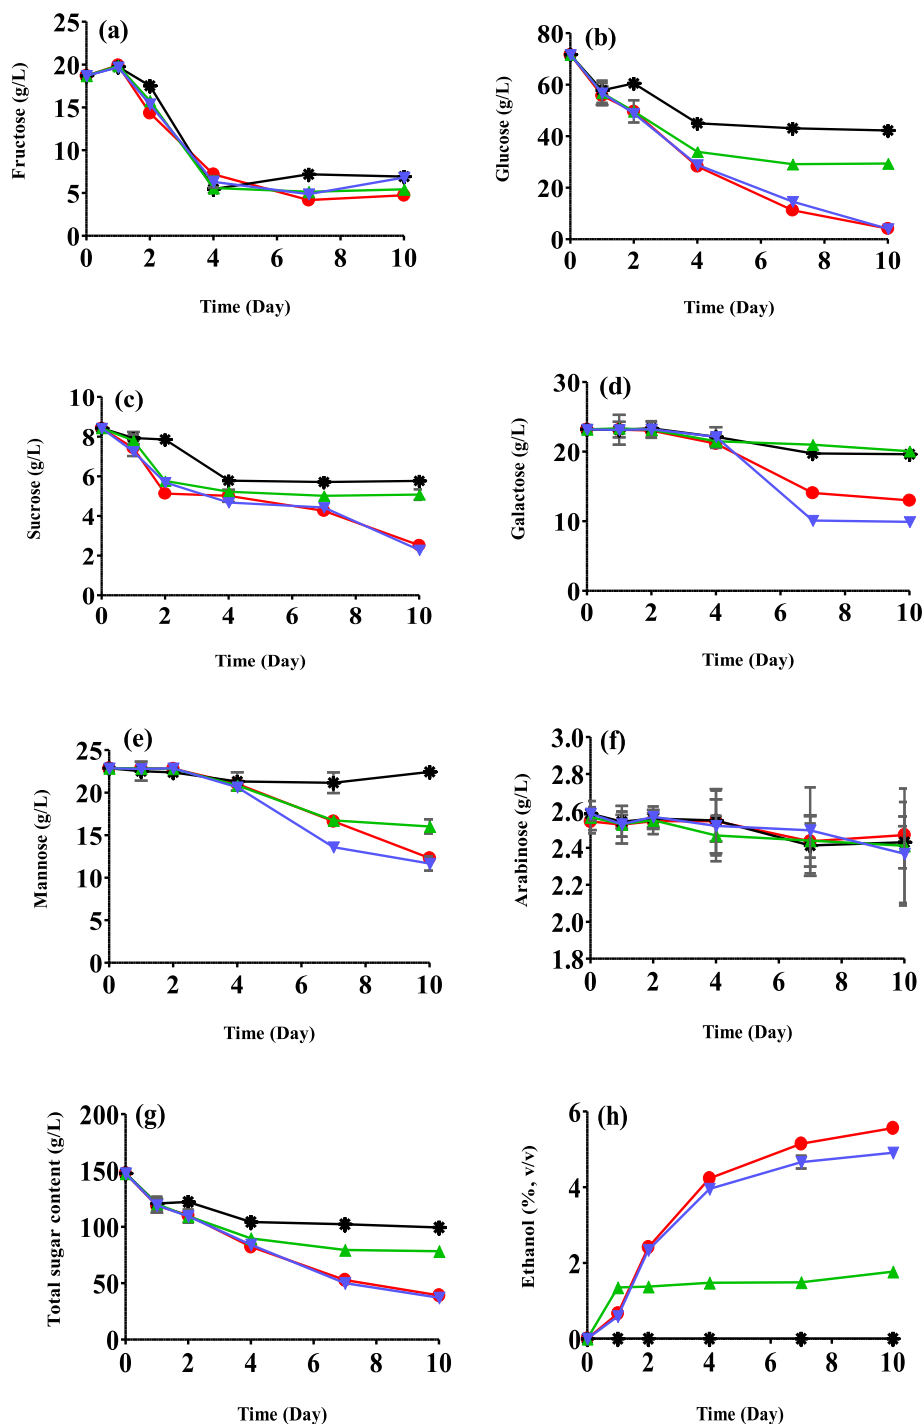 (a)
Fructose (g/L)
25
20
15
10
5
0
0 2 4 6 8 10
Time (Day)
(b)
Glucose (g/L)
80
60
40
20
0
0 2 4 6 8 10
Time (Day)
(c)
Sucrose (g/L)
10
8
6
4
2
0
0 2 4 6 8 10
Time (Day)
(d)
Galactose (g/L)
30
20
10
0
0 2 4 6 8 10
Time (Day)
(e)
Mannose (g/L)
25
20
15
10
5
0
0 2 4 6 8 10
Time (Day)
(f)
Arabinose (g/L)
3.0
2.8
2.6
2.4
2.2
2.0
1.8
0 2 4 6 8 10
Time (Day)
(g)
Total sugar content (g/L)
200
150
100
50
0
0 2 4 6 8 10
Time (Day)
(h)
Ethanol (%, v/v)
6
4
2
0
0 2 4 6 8 10
Time (Day)